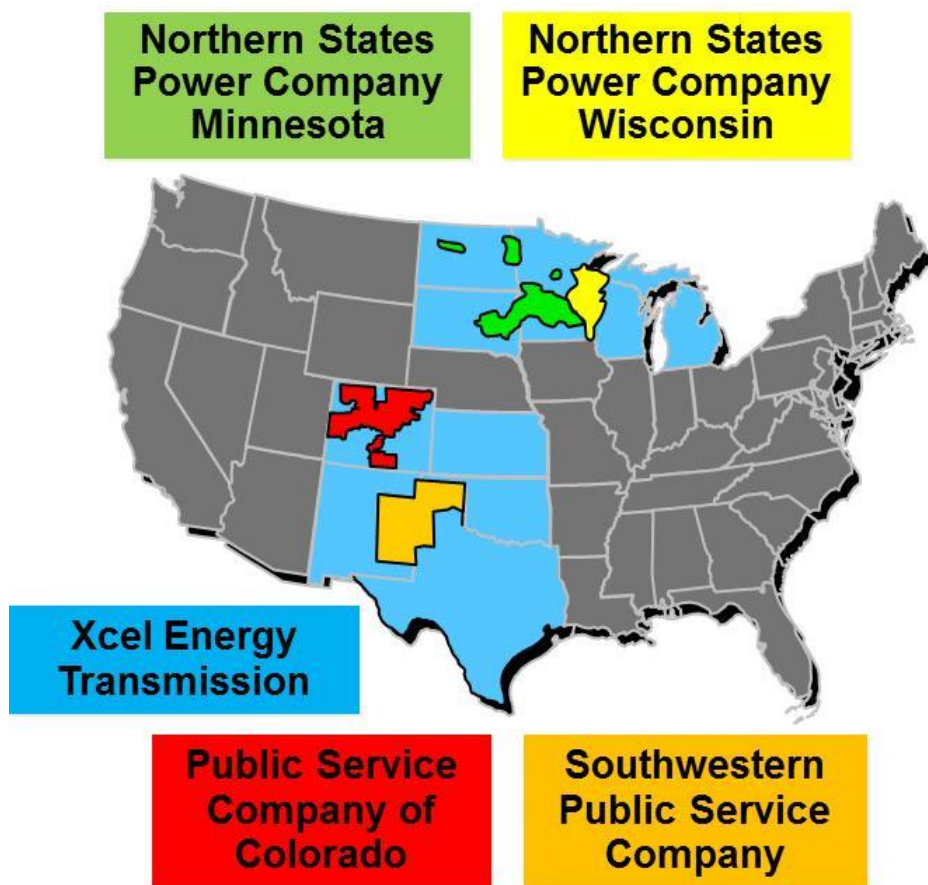 Northern States
Power Company
Minnesota
Northern States
Power Company
Wisconsin
Xcel Energy
Transmission
Public Service
Company of
Colorado
Southwestern
Public Service
Company